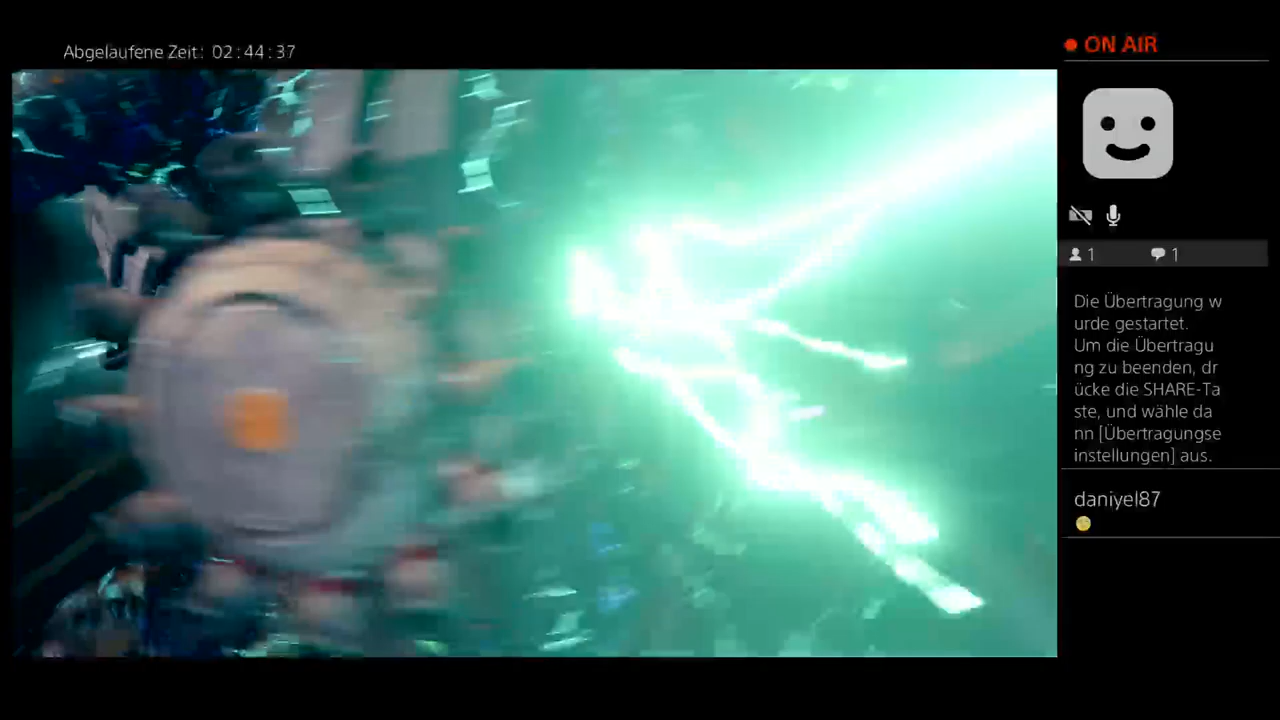 Abgelaufene Zeit: 02:44:37
ON AIR
1 1
Die Übertragung w
urde gestartet.
Um die Übertragu
ng zu beenden, dr
ücke die SHARE-Ta
ste, und wähle da
nn [Übertragungse
instellungen] aus.
daniyel87